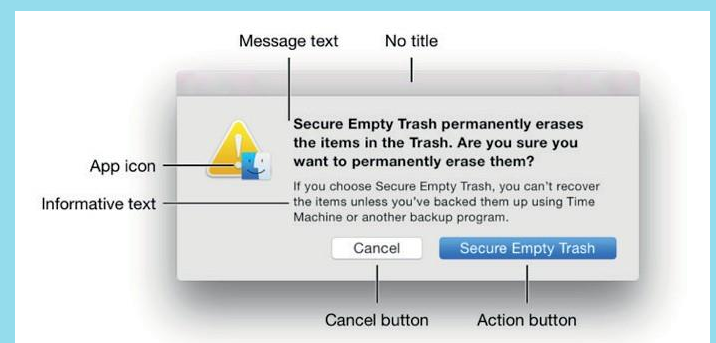 Message text
No title
Secure Empty Trash permanently erases
the items in the Trash. Are you sure you
want to permanently erase them?
App icon
If you choose Secure Empty Trash, you can't recover
Informative text
the items unless you've backed them up using Time
Machine or another backup program.
Cancel
Secure Empty Trash
Cancel button
Action button